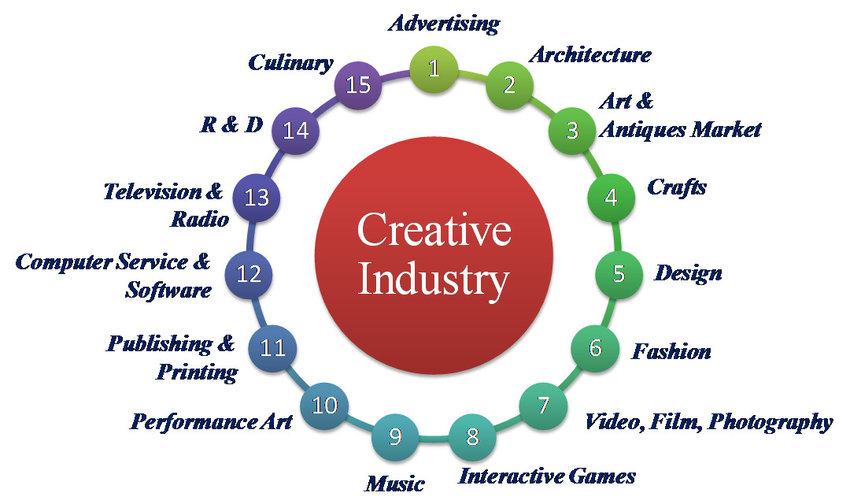 Advertising
1
Architecture
2
Art &
Antiques Market
3
Crafts
4
Design
5
Fashion
6
Video, Film, Photography
7
Interactive Games
8
Music
9
Performance Art
10
Publishing &
Printing
11
Computer Service &
Software
12
Television &
Radio
13
R & D
14
Culinary
15
Creative
Industry